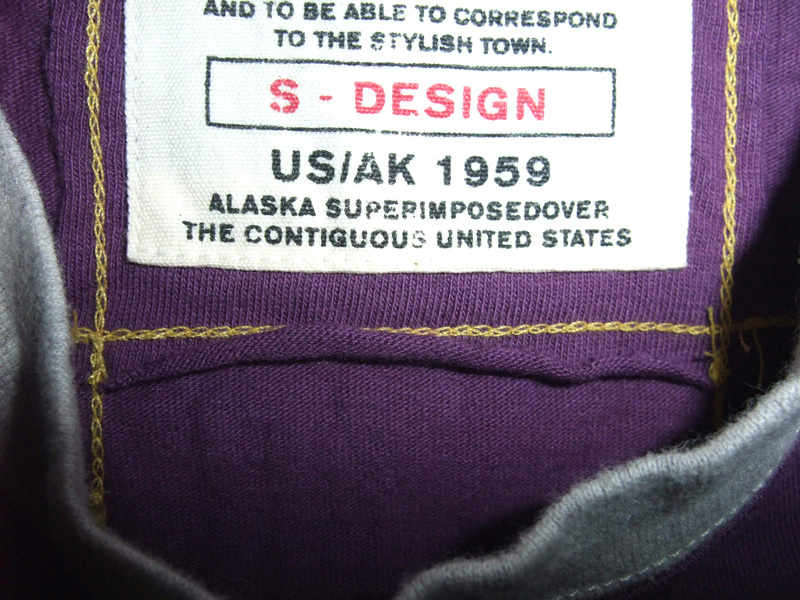 AND TO BE ABLE TO CORRESPOND
TO THE STYLISH TOWN.
S - DESIGN
US/AK 1959
ALASKA SUPERIMPOSEDOVER
THE CONTIGUOUS UNITED STATES